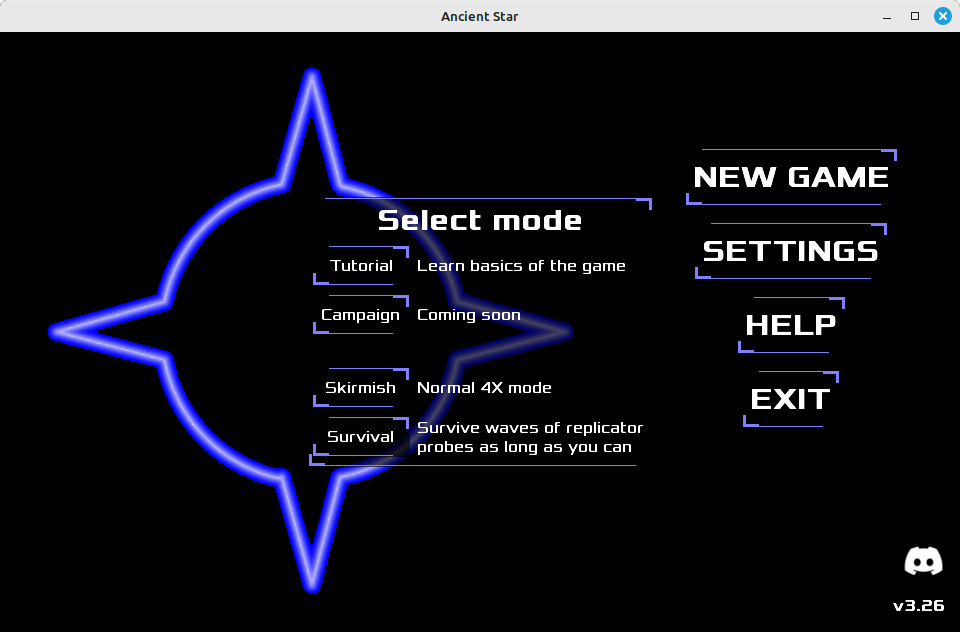 Ancient Star
Select mode
Tutorial Learn basics of the game
Campaign Coming soon
Skirmish Normal 4X mode
Survival Survive waves of replicator
probes as long as you can
NEW GAME
SETTINGS
HELP
EXIT
v3.26